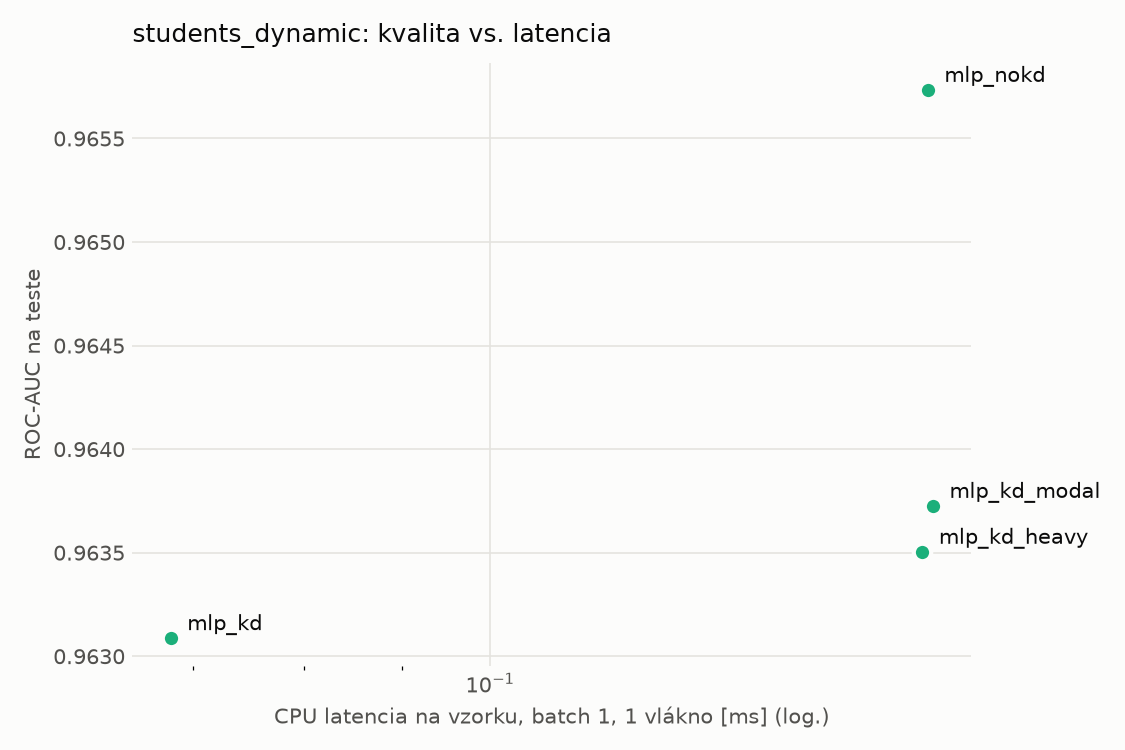 students_dynamic: kvalita vs. latencia
mlp_nokd
0.9655
0.9650
0.9645
0.9640
mlp_kd_modal
mlp_kd_heavy
0.9635
mlp_kd
0.9630
ROC-AUC na teste
10⁻¹
CPU latencia na vzorku, batch 1, 1 vlákno [ms] (log.)